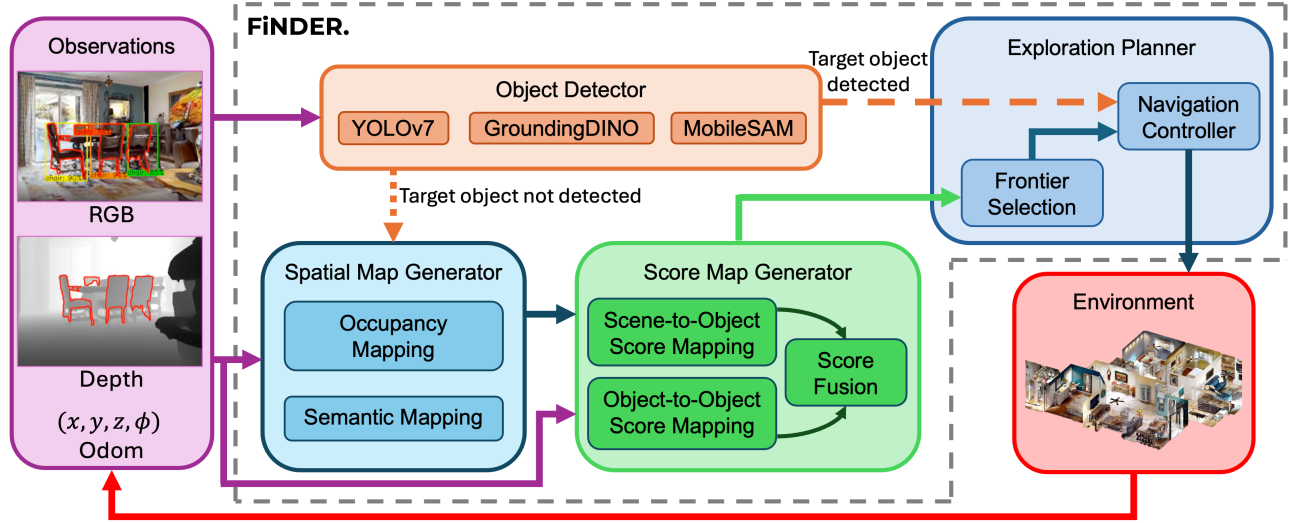 Observations
RGB
Depth
(x, y, z, ϕ)
Odom
FiNDER.
Object Detector
YOLOv7
GroundingDINO
MobileSAM
Target object
detected
Target object not detected
Spatial Map Generator
Occupancy
Mapping
Semantic Mapping
Score Map Generator
Scene-to-Object
Score Mapping
Object-to-Object
Score Mapping
Score
Fusion
Exploration Planner
Navigation
Controller
Frontier
Selection
Environment